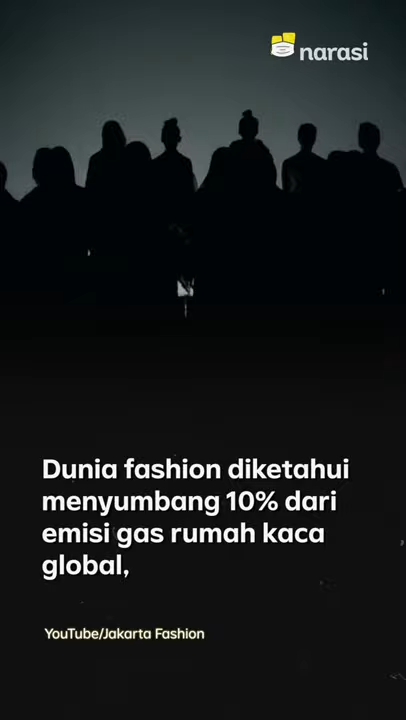 narasi
Dunia fashion diketahui
menyumbang 10% dari
emisi gas rumah kaca
global,
YouTube/Jakarta Fashion